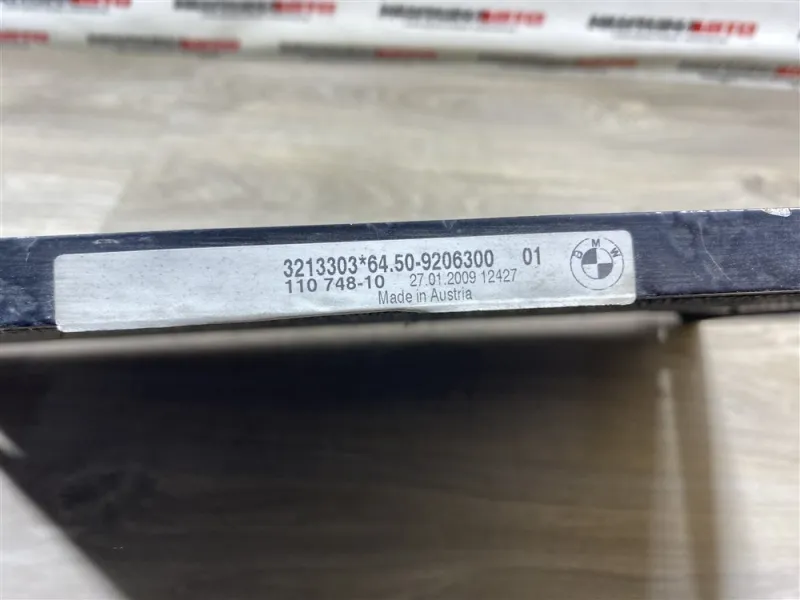 3213303*64.50-9206300 01
110 748-10 27.01.2009 12427
Made in Austria
BMW